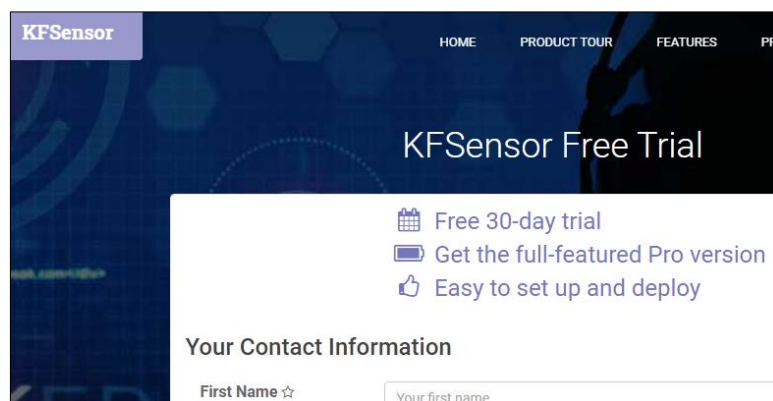 KFSensor
HOME PRODUCT TOUR FEATURES
KFSensor Free Trial
Free 30-day trial
Get the full-featured Pro version
Easy to set up and deploy
Your Contact Information
First Name
Your first name